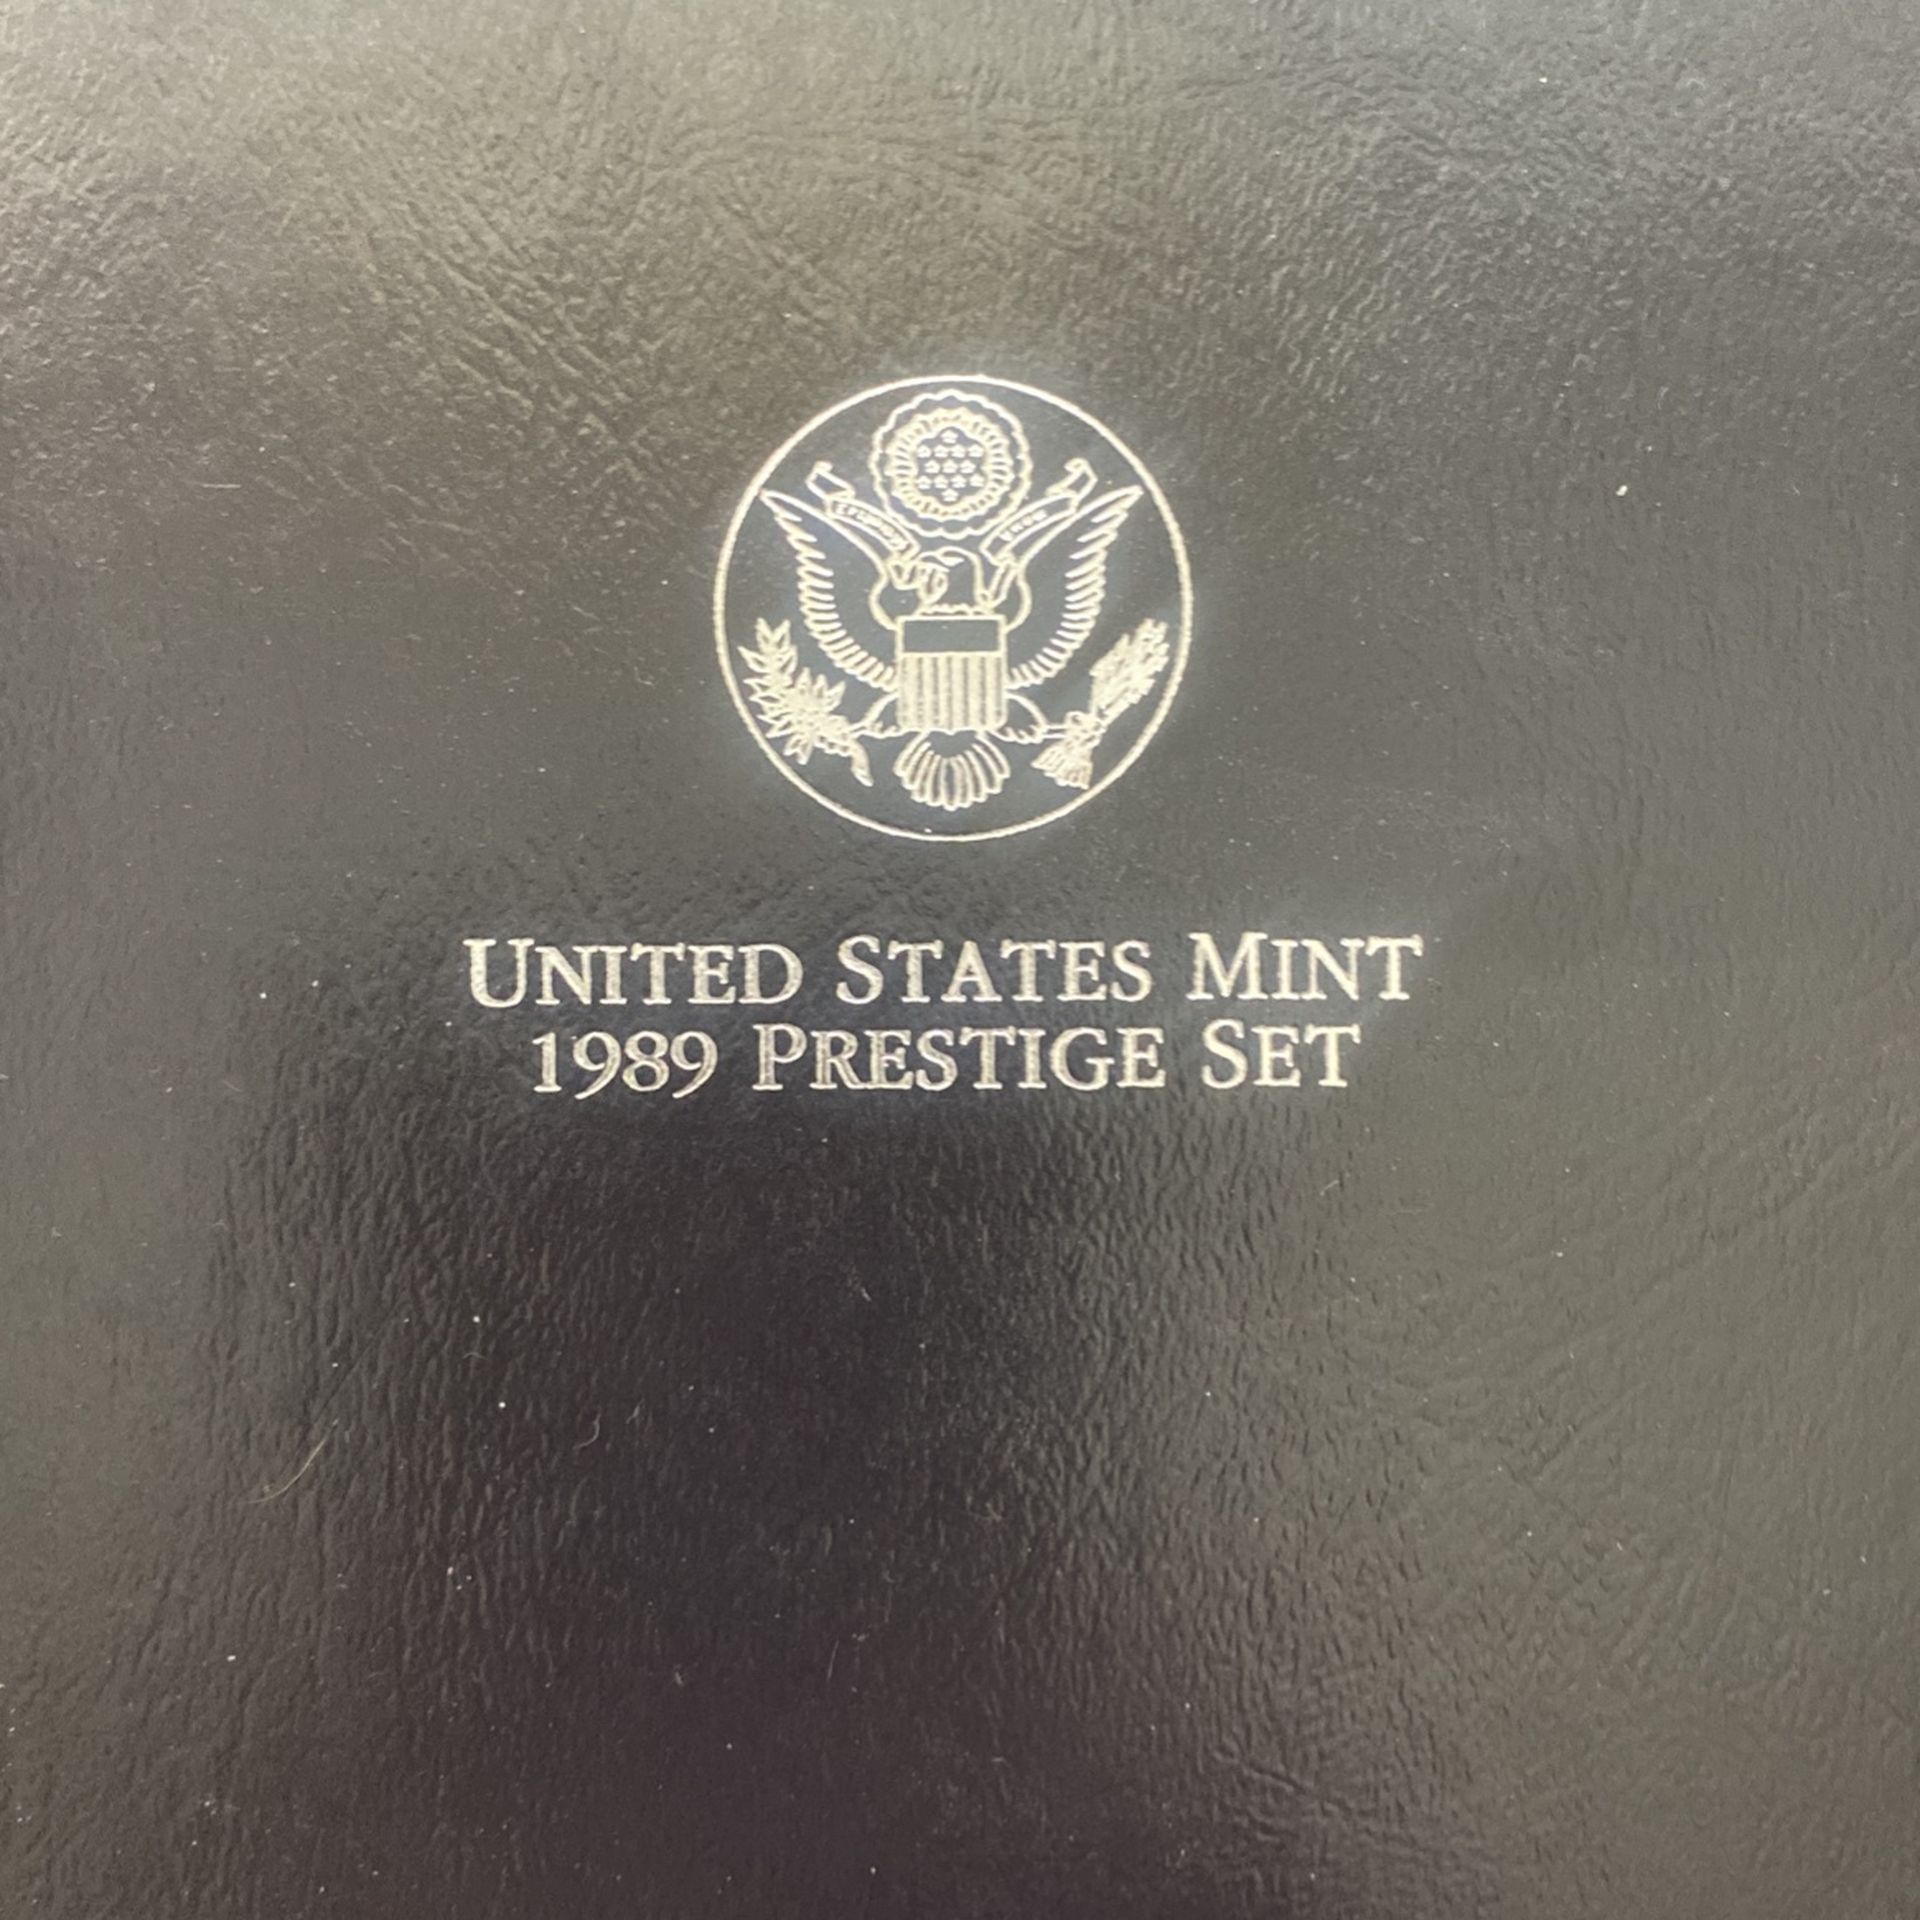 UNITED STATES MINT
1989 PRESTIGE SET